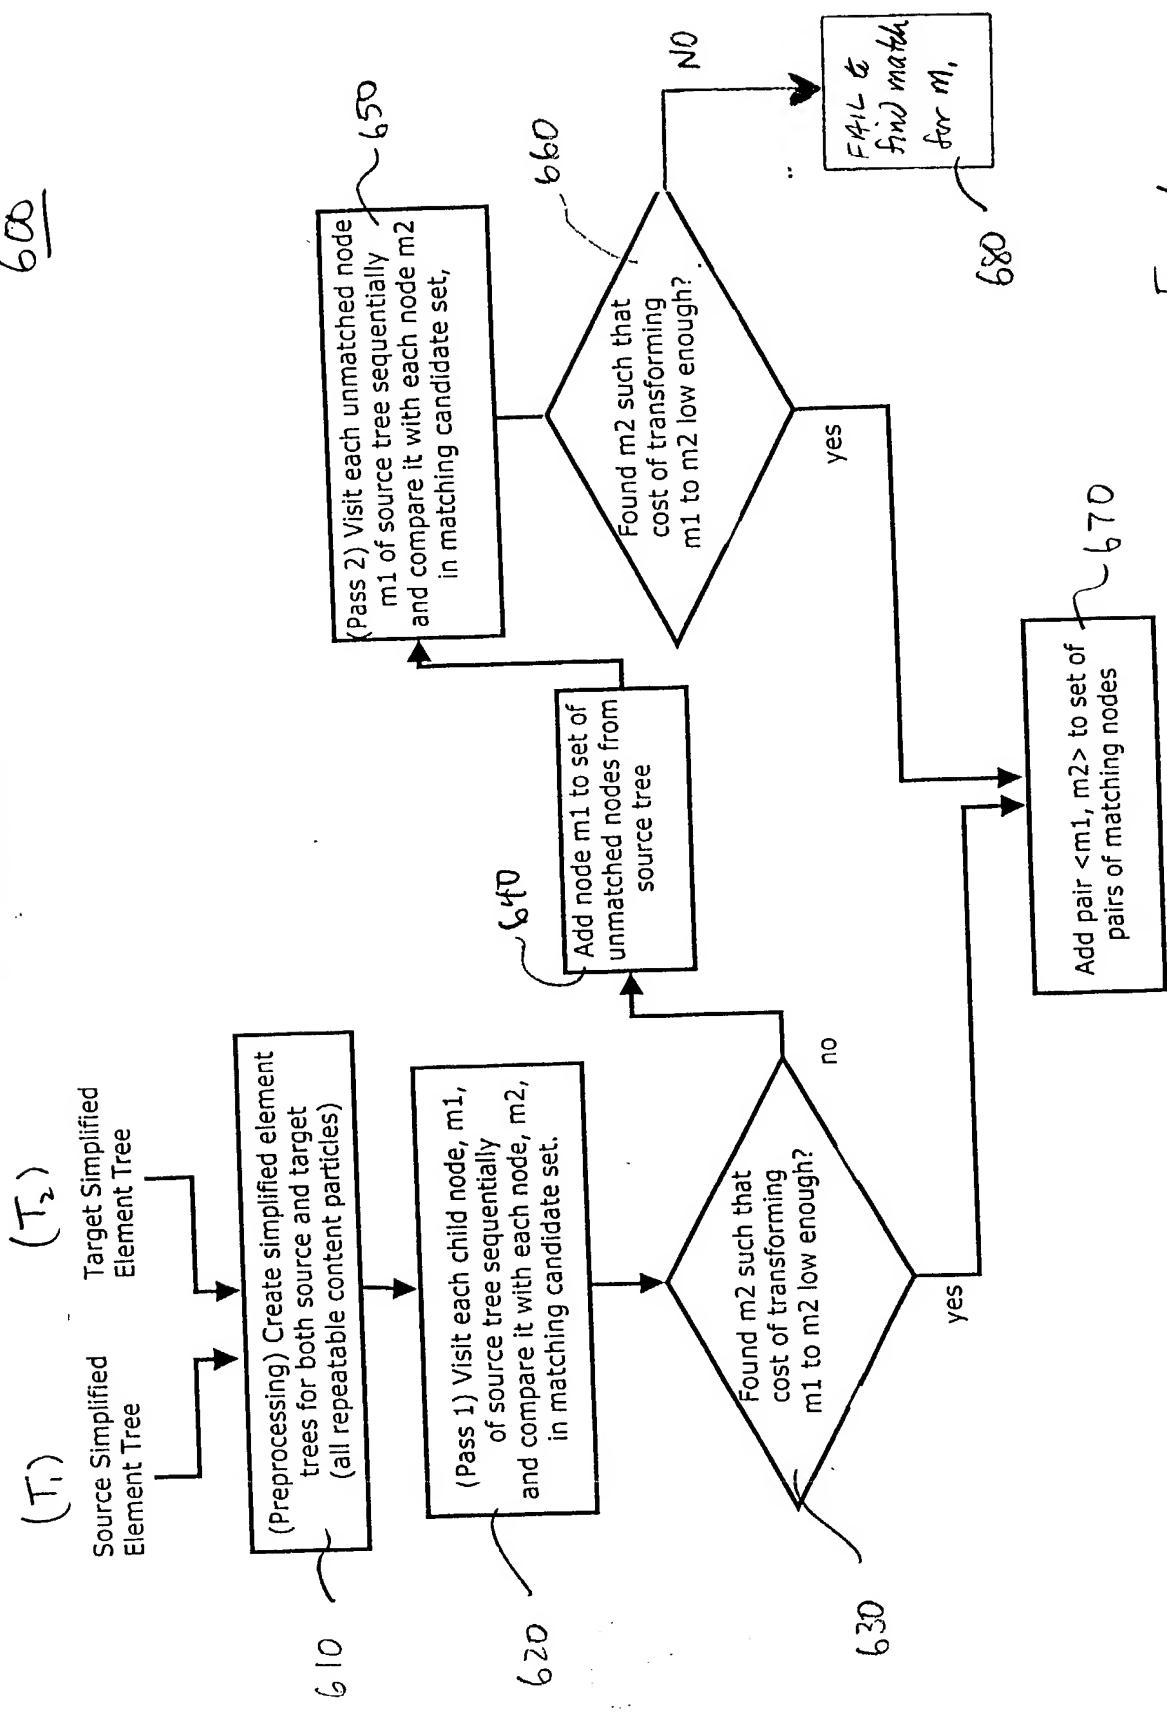 600
(T1)
Source Simplified
Element Tree
(T2)
Target Simplified
Element Tree
610
(Preprocessing) Create simplified element
trees for both source and target
(all repeatable content particles)
620
(Pass 1) Visit each child node, m1,
of source tree sequentially
and compare it with each node, m2,
in matching candidate set.
630
Found m2 such that
cost of transforming
m1 to m2 low enough?
no
yes
640
Add node m1 to set of
unmatched nodes from
source tree
650
(Pass 2) Visit each unmatched node
m1 of source tree sequentially
and compare it with each node m2
in matching candidate set,
660
Found m2 such that
cost of transforming
m1 to m2 low enough?
NO
yes
FAIL to
find match
for m,
680
670
Add pair <m1, m2> to set of
pairs of matching nodes